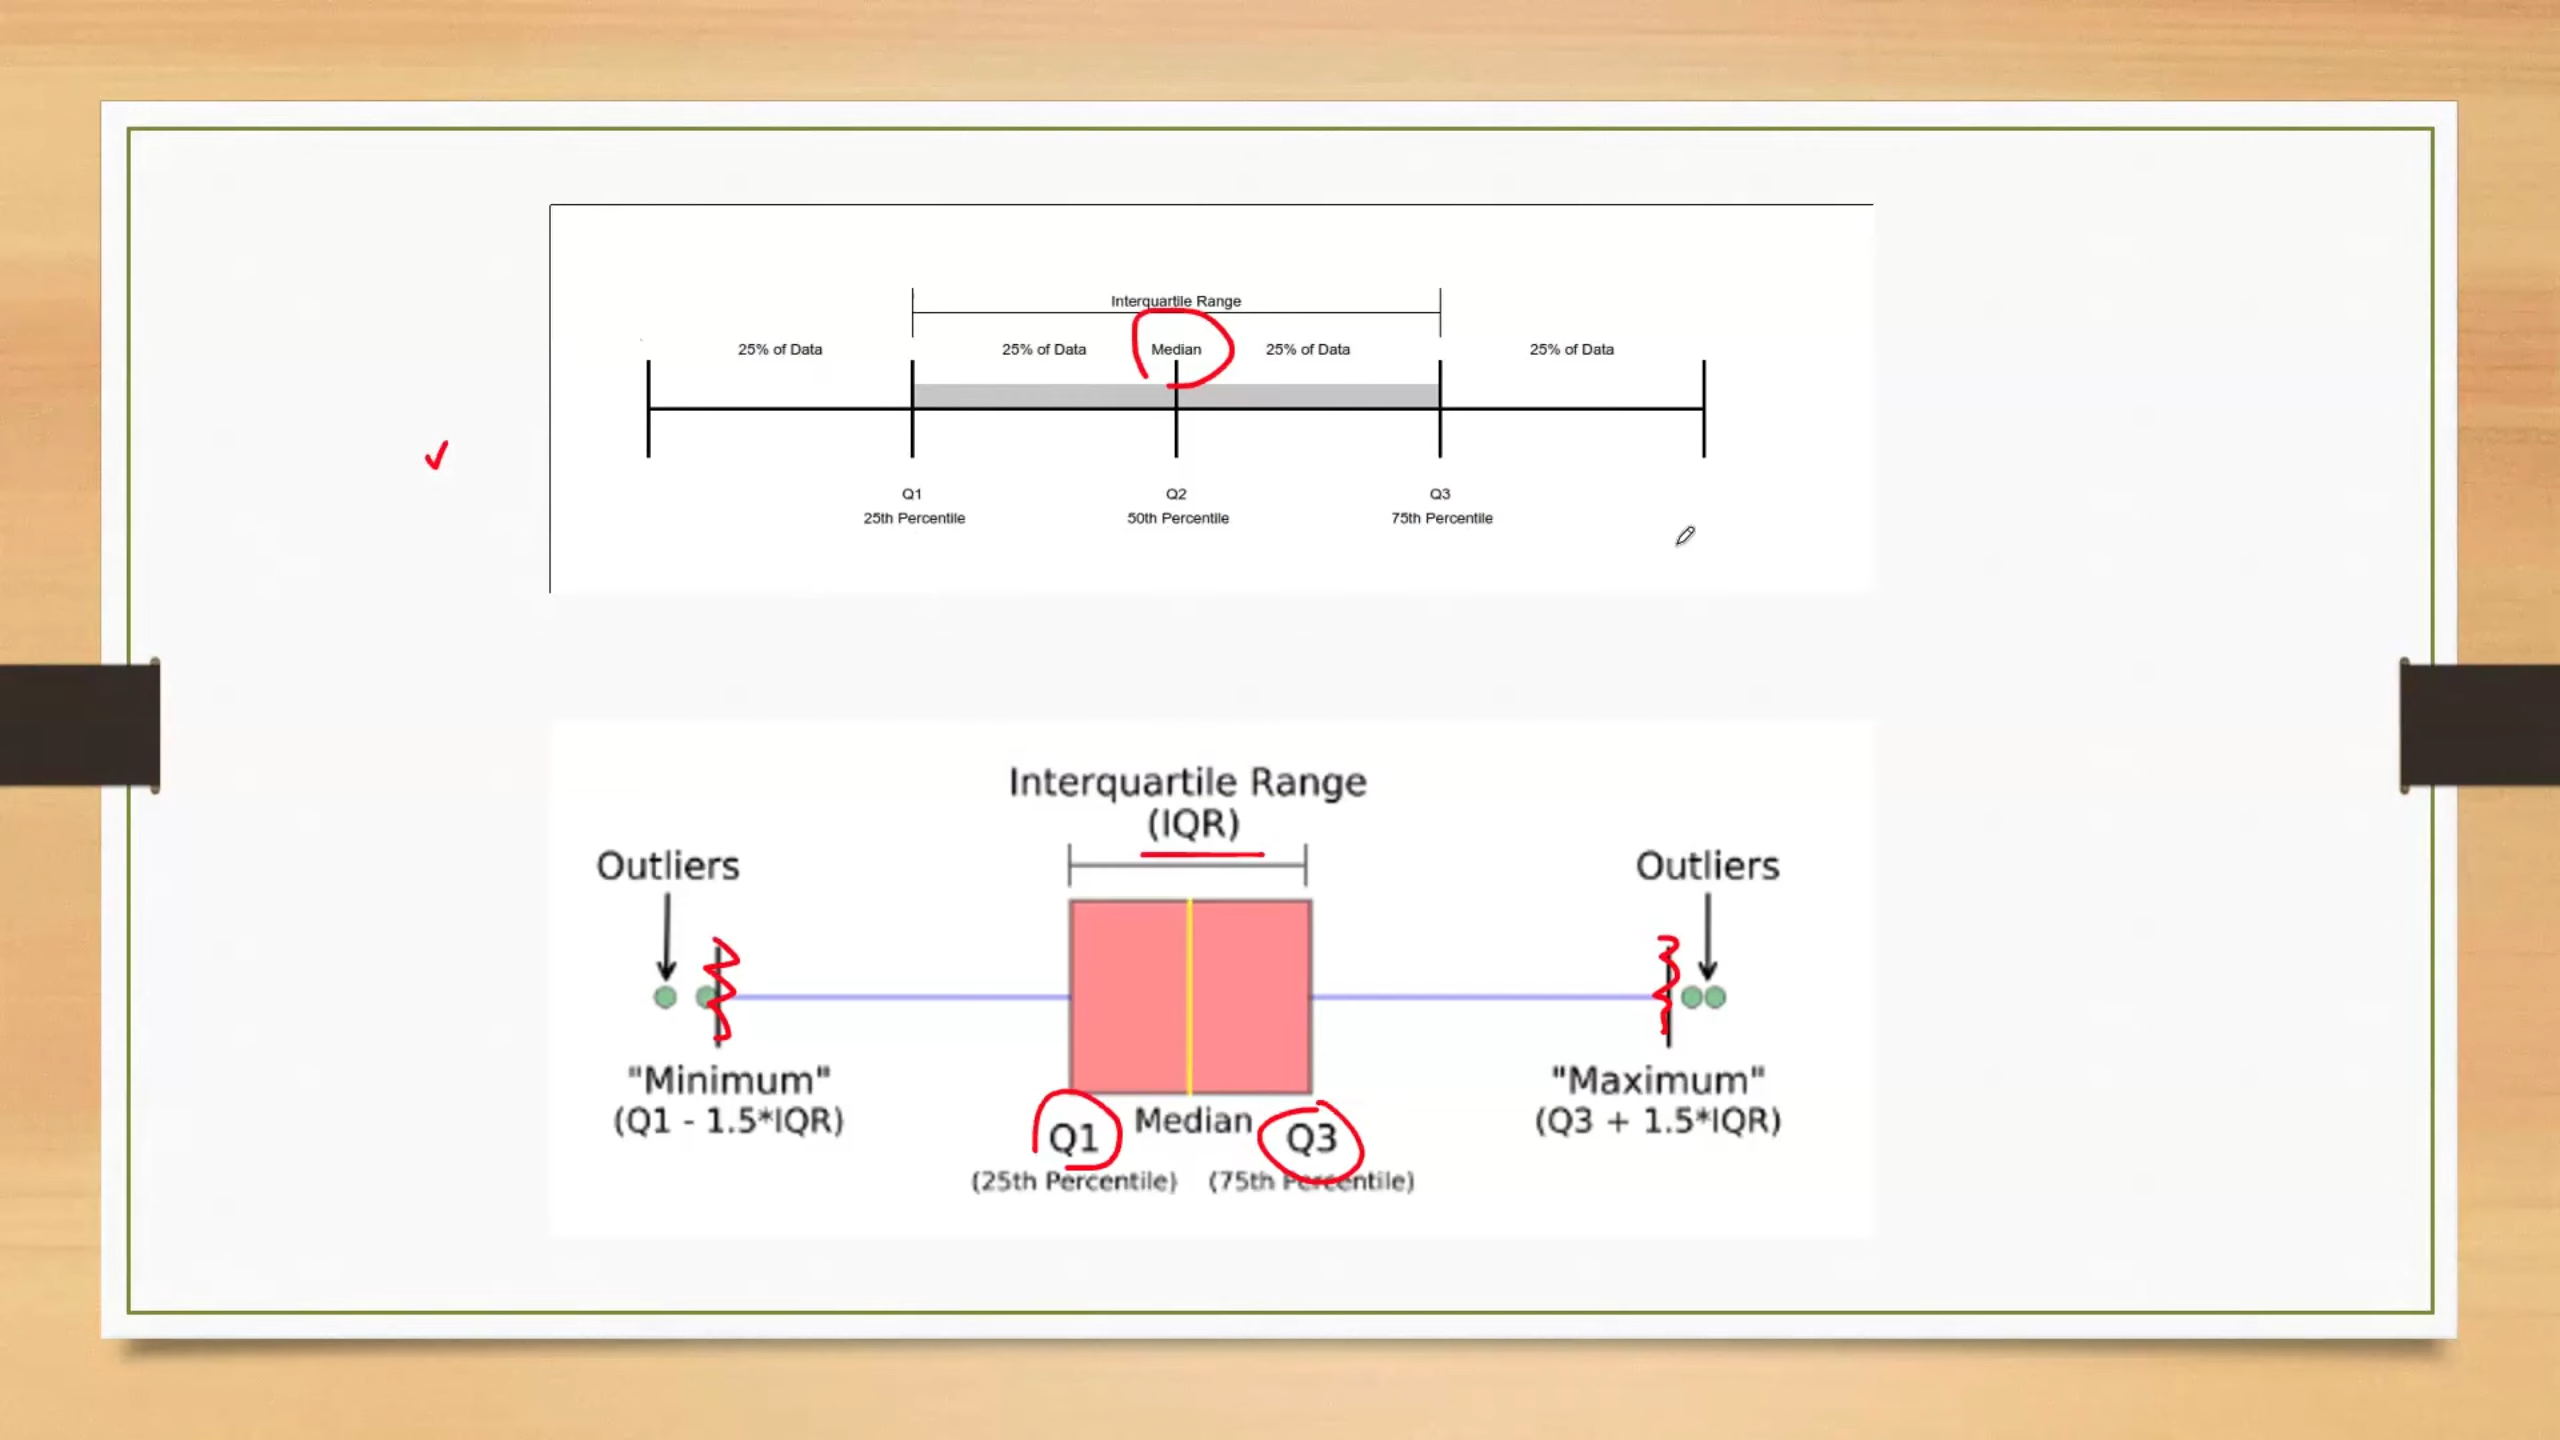 Interquartile Range
25% of Data 25% of Data Median 25% of Data 25% of Data
Q1 Q2 Q3
25th Percentile 50th Percentile 75th Percentile
Interquartile Range
(IQR)
Outliers Outliers
"Minimum" "Maximum"
(Q1 - 1.5*IQR) Median (Q3 + 1.5*IQR)
Q1 Q3
(25th Percentile) (75th Percentile)